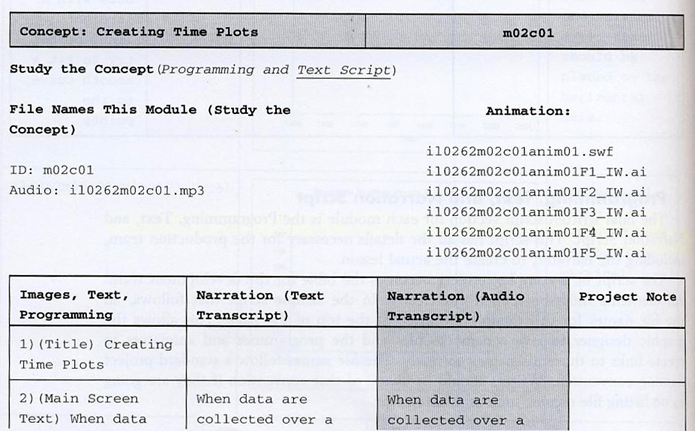 Concept: Creating Time Plots
m02c01
Study the Concept (Programming and Text Script)
File Names This Module (Study the
Concept)
ID: m02c01
Audio: il0262m02c01.mp3
Animation:
il0262m02c01anim01.swf
il0262m02c01anim01F1_IW.ai
il0262m02c01anim01F2_IW.ai
il0262m02c01anim01F3_IW.ai
il0262m02c01anim01F4_IW.ai
il0262m02c01anim01F5_IW.ai
Images, Text,
Programming
Narration (Text
Transcript)
Narration (Audio
Transcript)
Project Note
1) (Title) Creating
Time Plots
2) (Main Screen
Text) When data
When data are
collected over a
When data are
collected over a